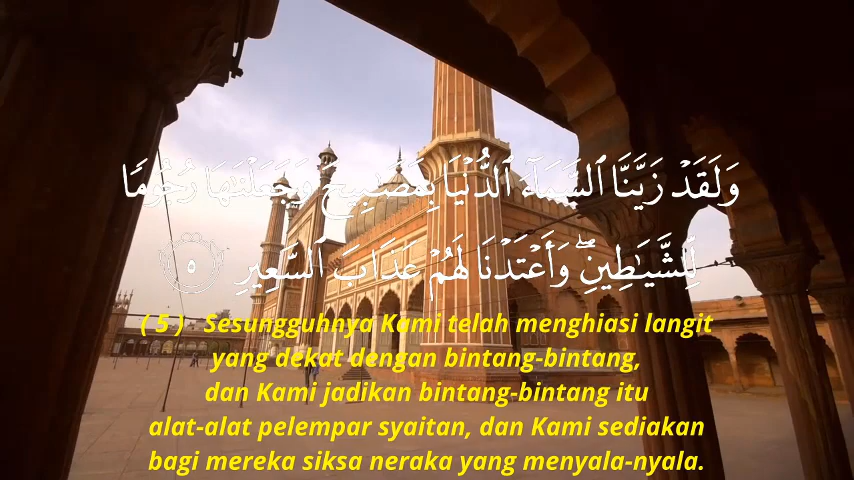 وَلَقَدْ زَيَّنَّا ٱلسَّمَآءَ ٱلدُّنْيَا بِمَصَٰبِيحَ وَجَعَلْنَٰهَا رُجُومًا
لِّلشَّيَٰطِينِ ۖ وَأَعْتَدْنَا لَهُمْ عَذَابَ ٱلسَّعِيرِ ٥
( 5 ) Sesungguhnya Kami telah menghiasi langit
yang dekat dengan bintang-bintang,
dan Kami jadikan bintang-bintang itu
alat-alat pelempar syaitan, dan Kami sediakan
bagi mereka siksa neraka yang menyala-nyala.